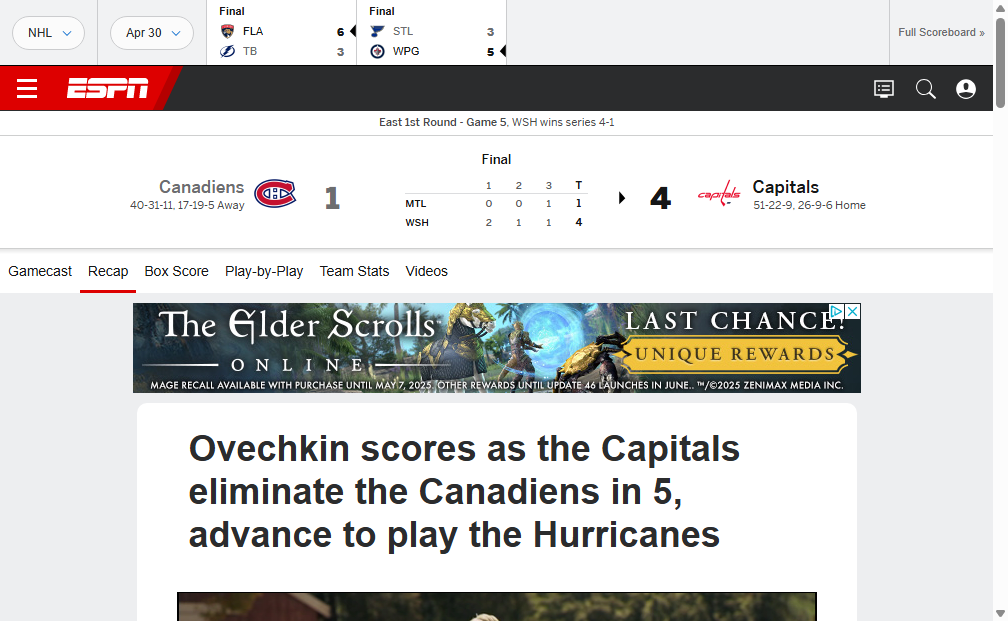 NHL
Apr 30
Final
FLA 6
TB 3
Final
STL 3
WPG 5
Full Scoreboard »
ESPN
East 1st Round - Game 5, WSH wins series 4-1
Final
Canadiens
40-31-11, 17-19-5 Away
1
1 2 3 T
MTL 0 0 1 1
WSH 2 1 1 4
4
capitals
Capitals
51-22-9, 26-9-6 Home
Gamecast Recap Box Score Play-by-Play Team Stats Videos
The Elder Scrolls
ONLINE
LAST CHANCE!
UNIQUE REWARDS
MAGE RECALL AVAILABLE WITH PURCHASE UNTIL MAY 7, 2025. OTHER REWARDS UNTIL UPDATE 46 LAUNCHES IN JUNE.. ™/©2025 ZENIMAX MEDIA INC.
Ovechkin scores as the Capitals
eliminate the Canadiens in 5,
advance to play the Hurricanes